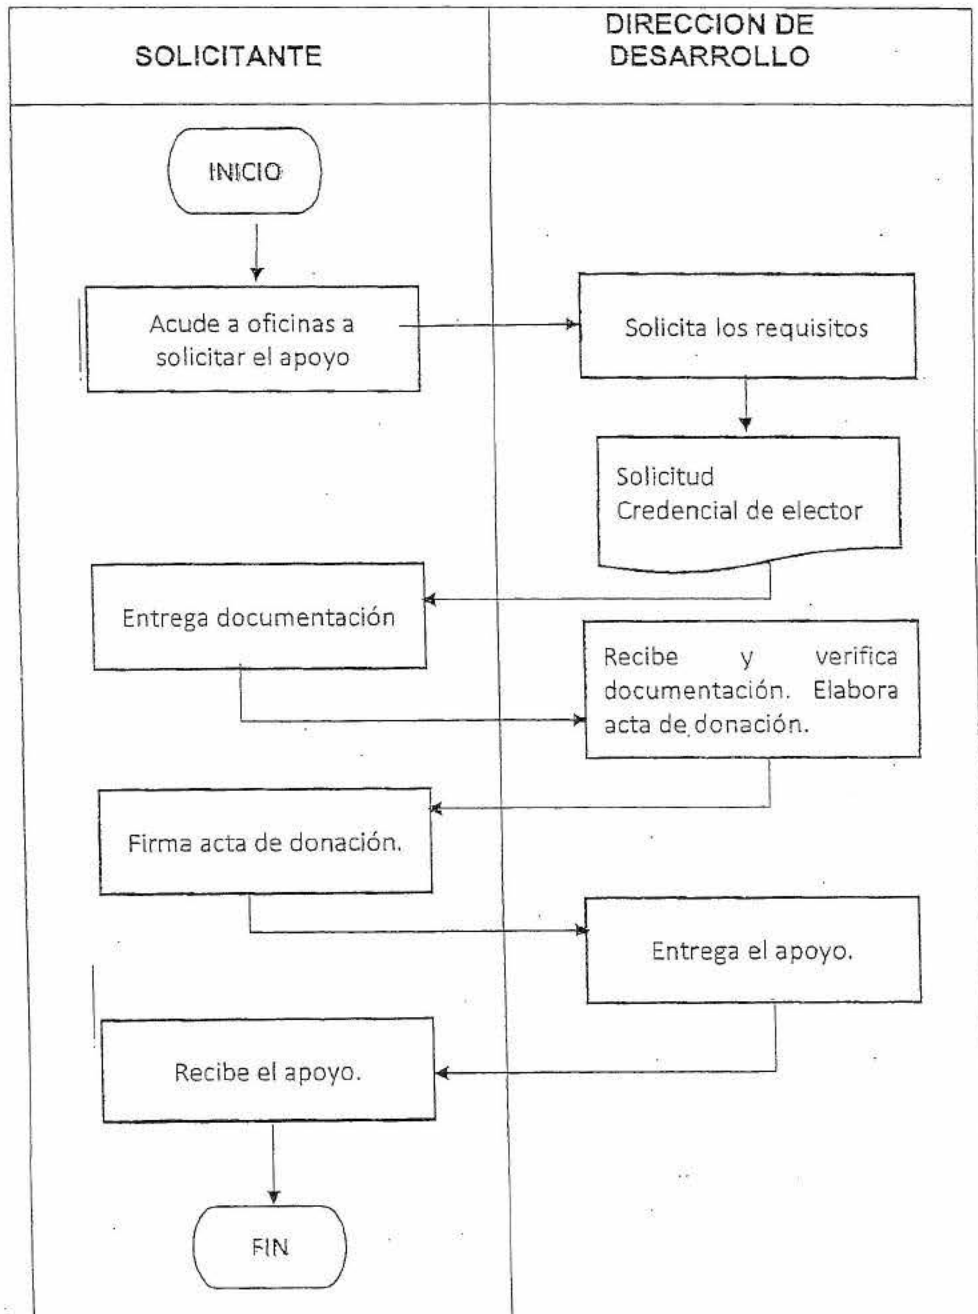 SOLICITANTE
DIRECCION DE
DESARROLLO
INICIO
Acude a oficinas a
solicitar el apoyo
Solicita los requisitos
Solicitud
Credencial de elector
Entrega documentación
Recibe y verifica
documentación. Elabora
acta de donación.
Firma acta de donación.
Entrega el apoyo.
Recibe el apoyo.
FIN